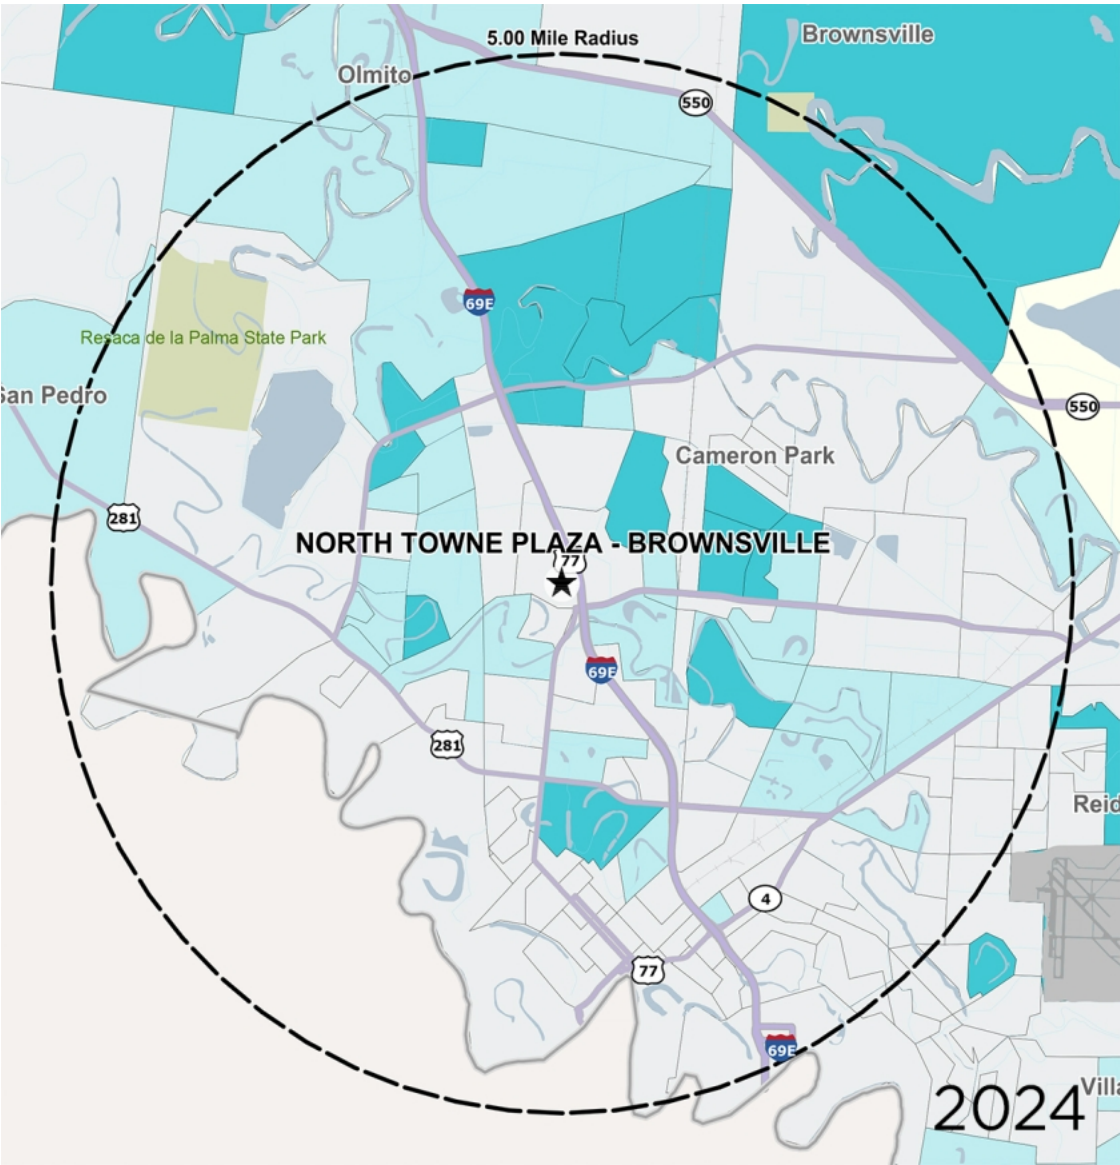 5.00 Mile Radius
Brownsville
Olmito
550
69E
Resaca de la Palma State Park
San Pedro
550
Cameron Park
281
NORTH TOWNE PLAZA - BROWNSVILLE
77
69E
281
Reid
4
77
69E
2024
Villa